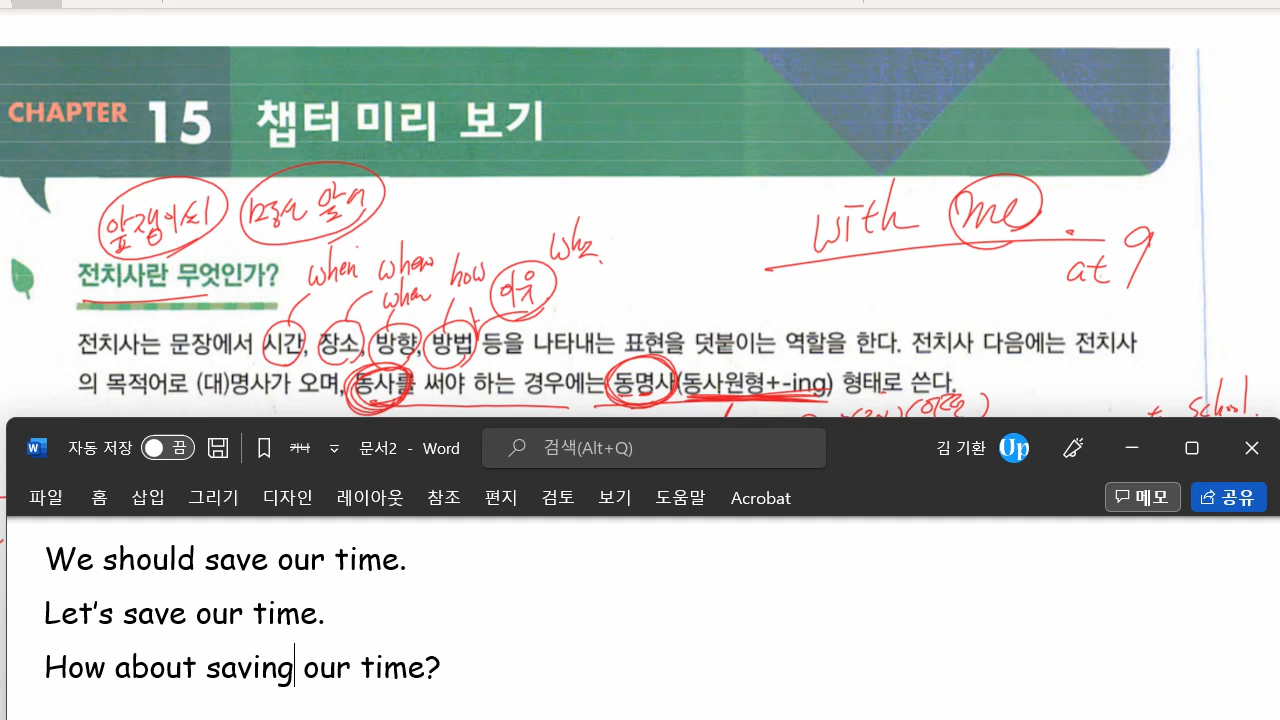 CHAPTER 15 챕터 미리 보기
앞잡이씨
with me.
at 9
when where how why
when 이유
전치사란 무엇인가?
전치사는 문장에서 시간, 장소, 방향, 방법 등을 나타내는 표현을 덧붙이는 역할을 한다. 전치사 다음에는 전치사
의 목적어로 (대)명사가 오며, 동사를 써야 하는 경우에는 동명사(동사원형+-ing) 형태로 쓴다.
school.
자동 저장 끔 문서2 - Word 검색(Alt+Q) 김 기환 Up
파일 홈 삽입 그리기 디자인 레이아웃 참조 편지 검토 보기 도움말 Acrobat 메모 공유
We should save our time.
Let's save our time.
How about saving our time?